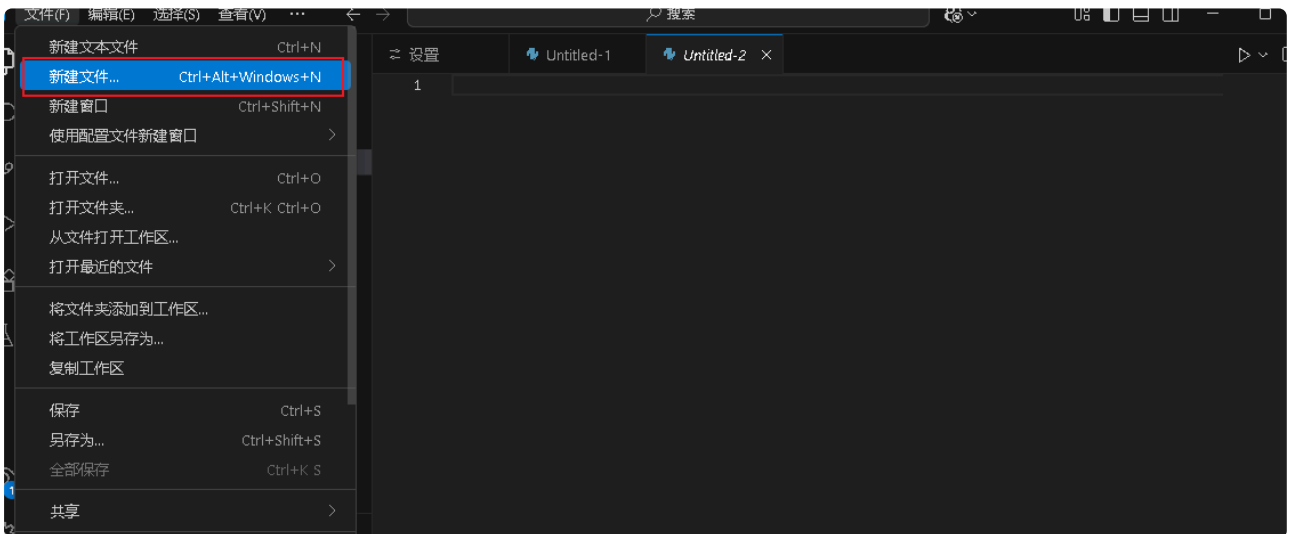 文件(F) 编辑(E) 选择(S) 查看(V) ··· 搜索
设置 Untitled-1 Untitled-2
1
新建文本文件 Ctrl+N
新建文件... Ctrl+Alt+Windows+N
新建窗口 Ctrl+Shift+N
使用配置文件新建窗口
打开文件... Ctrl+O
打开文件夹... Ctrl+K Ctrl+O
从文件打开工作区...
打开最近的文件
将文件夹添加到工作区...
将工作区另存为...
复制工作区
保存 Ctrl+S
另存为... Ctrl+Shift+S
全部保存 Ctrl+K S
1
共享